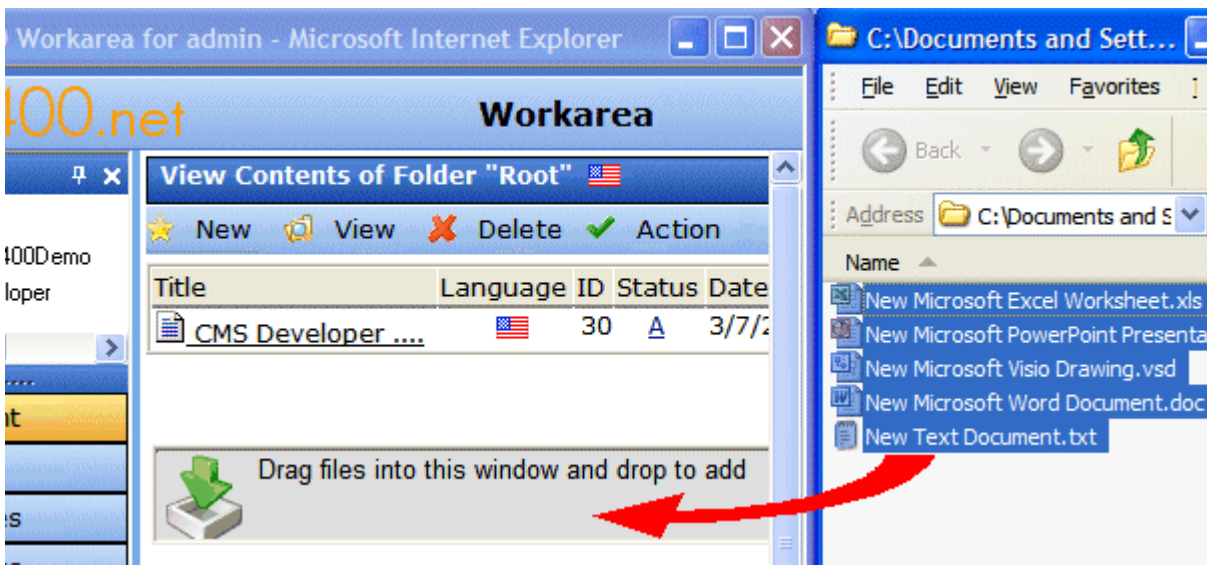 Workarea for admin - Microsoft Internet Explorer
400.net
Workarea
400Demo
loper
View Contents of Folder "Root"
New View Delete Action
Title Language ID Status Date
CMS Developer .... 30 A 3/7/2
Drag files into this window and drop to add
C:\Documents and Sett...
File Edit View Favorites
Back
Address C:\Documents and S
Name
New Microsoft Excel Worksheet.xls
New Microsoft PowerPoint Presenta
New Microsoft Visio Drawing.vsd
New Microsoft Word Document.doc
New Text Document.txt